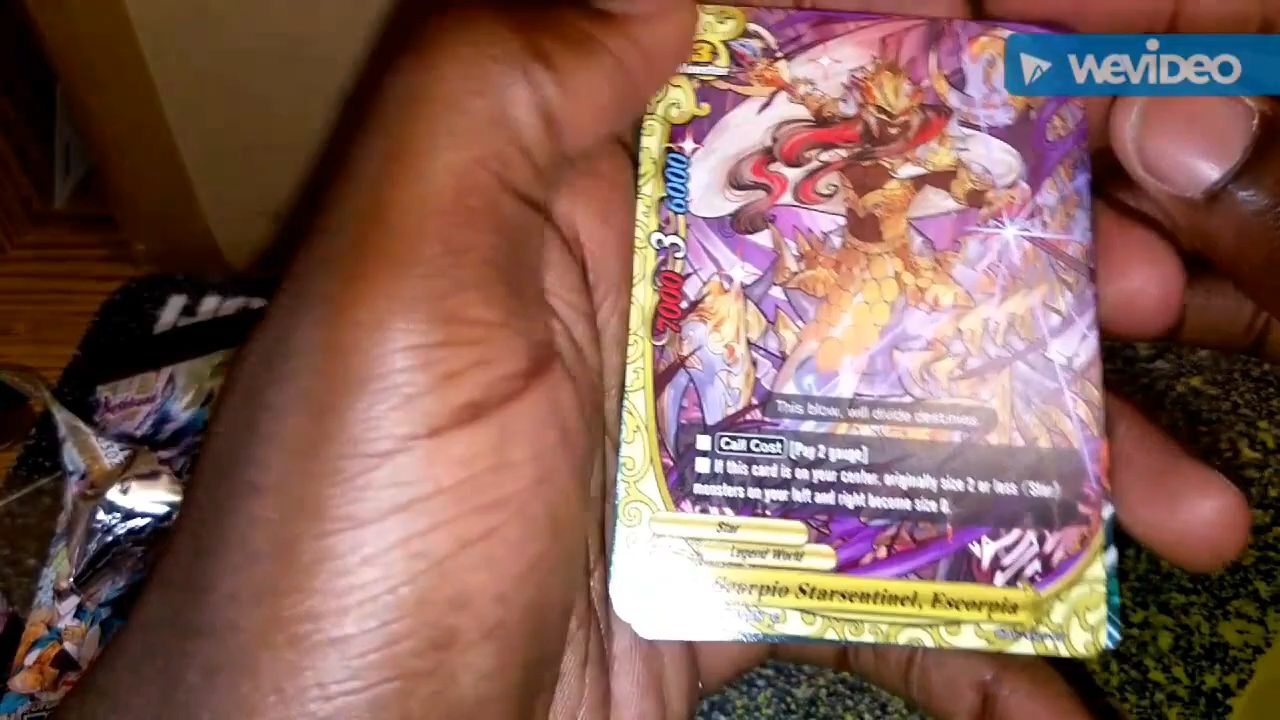 WEVIDEO
3
6000
3
7000
This blow, will divide destinies.
Call Cost [Pay 2 gauge]
If this card is on your center, originally size 2 or less 《Star》
monsters on your left and right become size 0.
Star
Legend World
Scorpio Starsentinel, Escorpia